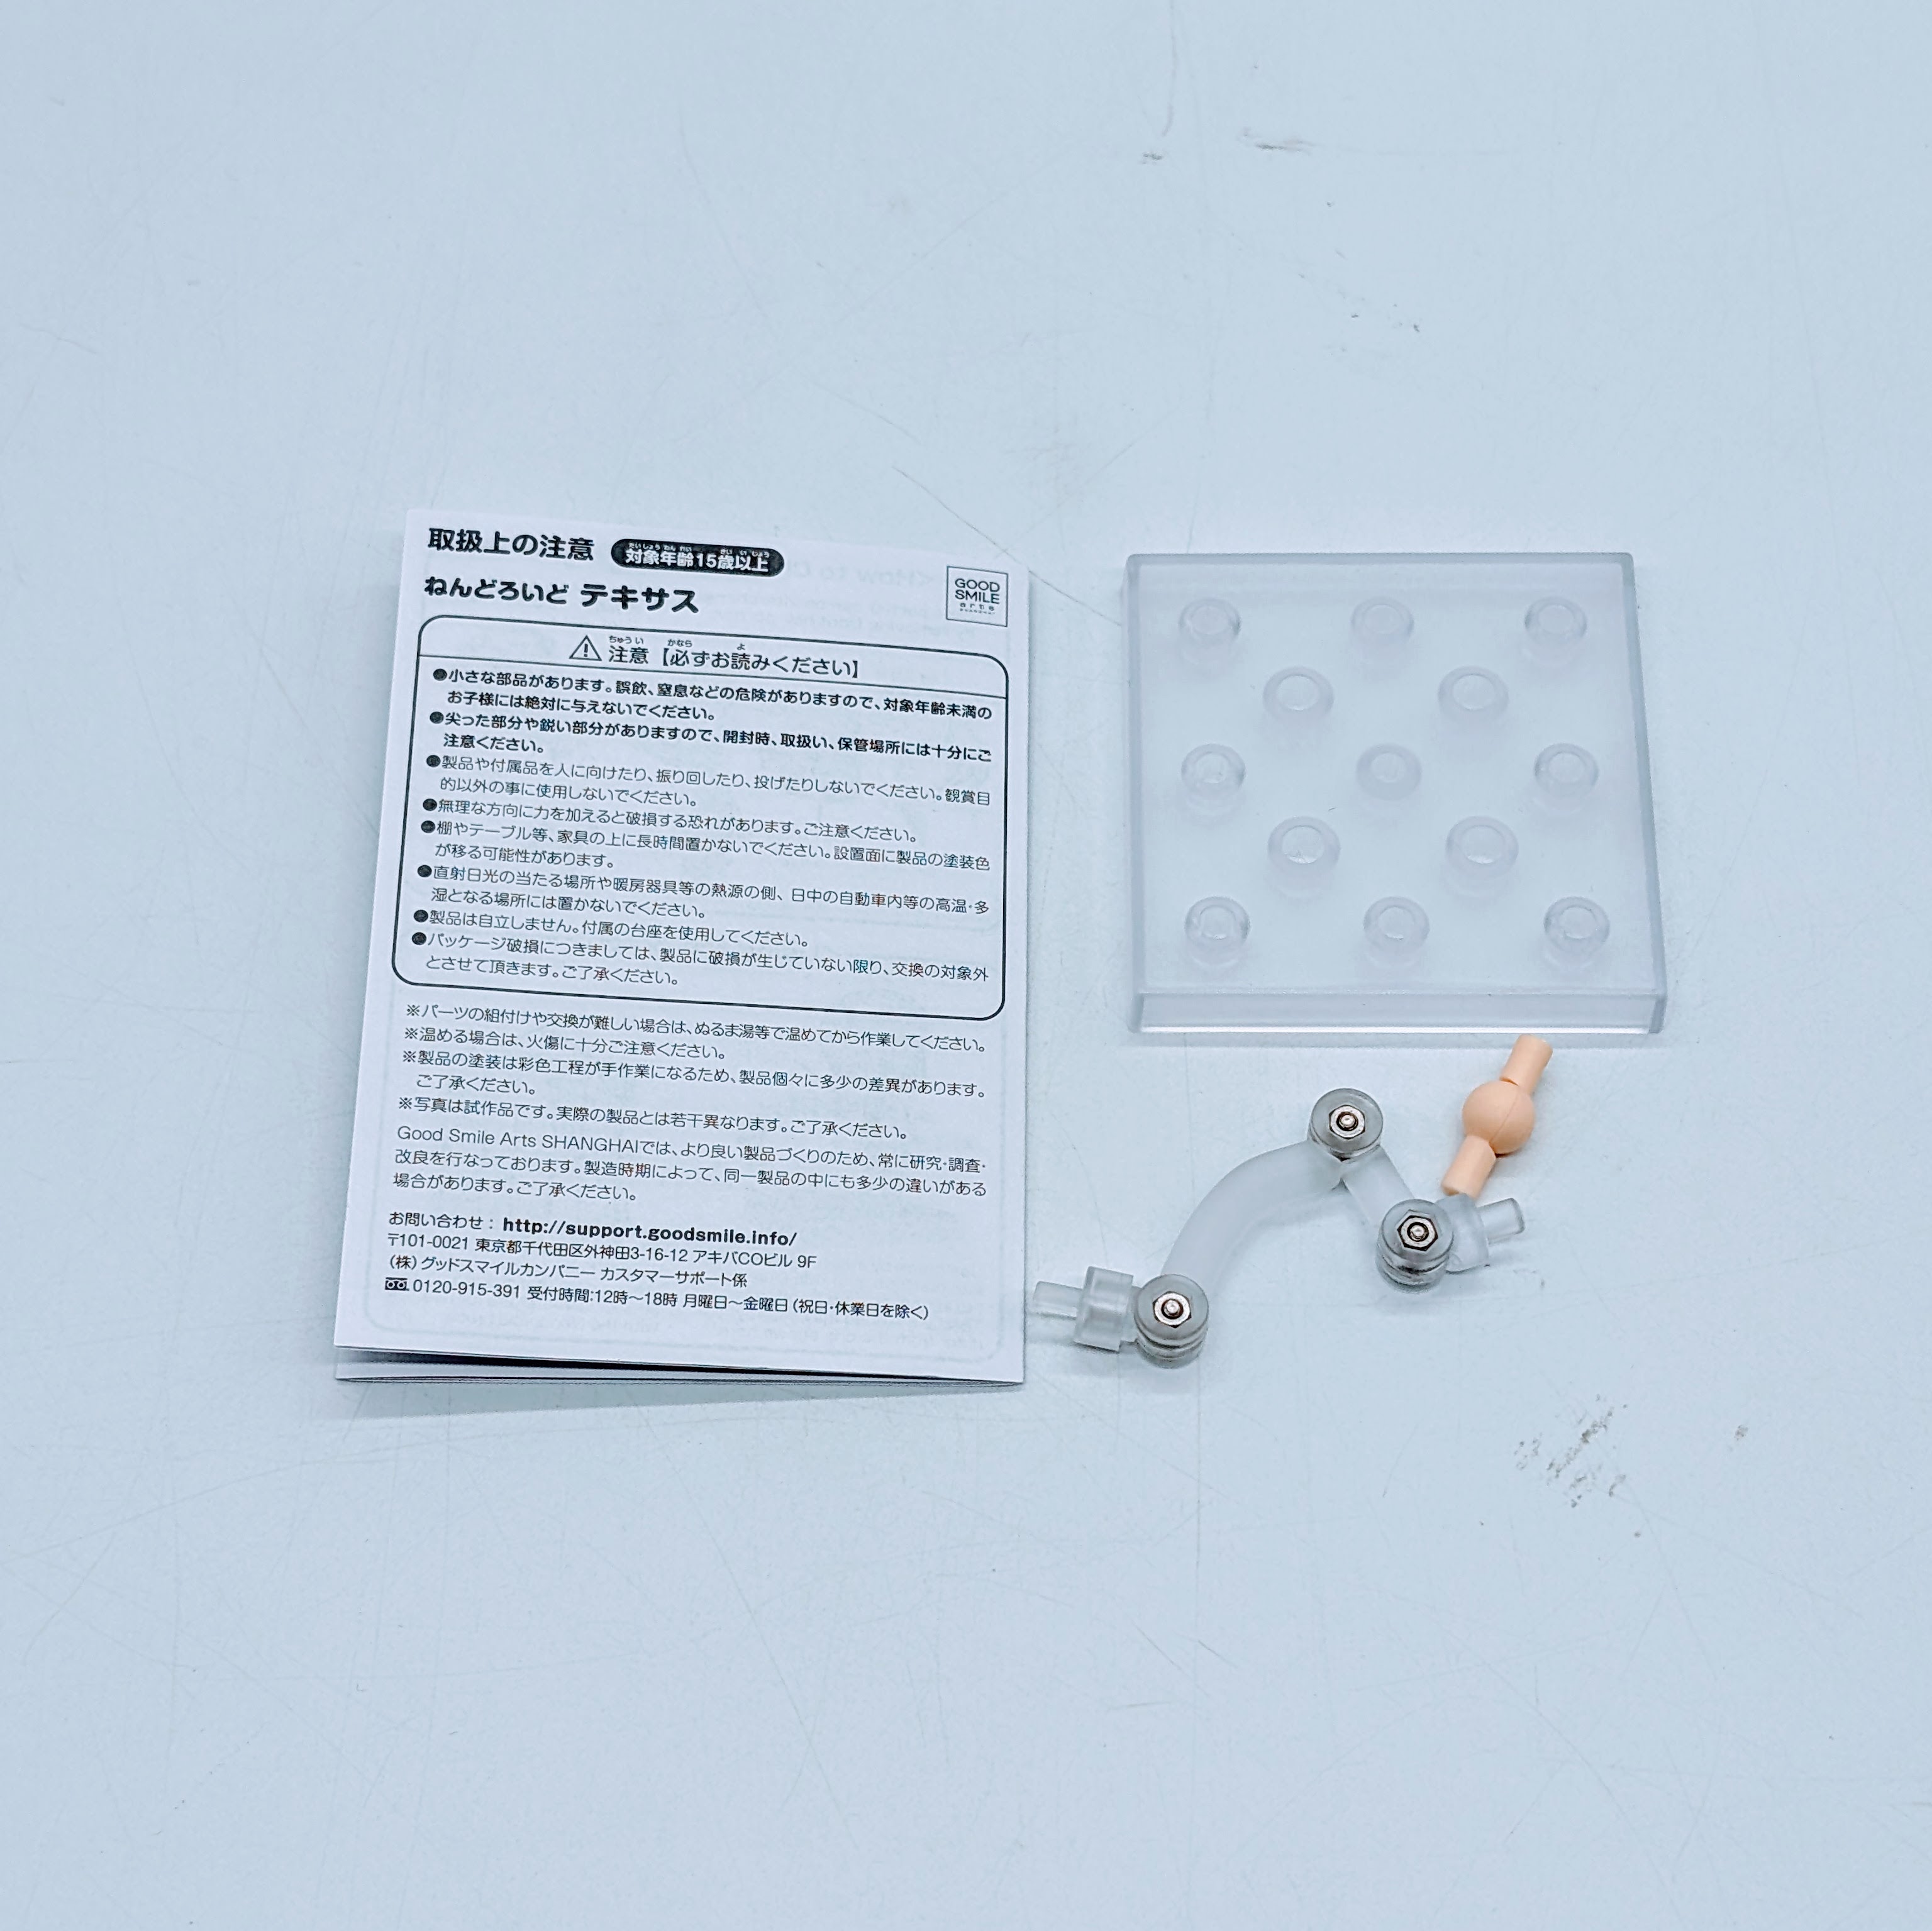 取扱上の注意 対象年齢15歳以上
ねんどろいど テキサス
GOOD
SMILE
arts
注意【必ずお読みください】
●小さな部品があります。誤飲、窒息などの危険がありますので、対象年齢未満の
お子様には絶対に与えないでください。
●尖った部分や鋭い部分がありますので、開封時、取扱い、保管場所には十分にご
注意ください。
●製品や付属品を人に向けたり、振り回したり、投げたりしないでください。観賞目
的以外の事に使用しないでください。
●無理な方向に力を加えると破損する恐れがあります。ご注意ください。
●棚やテーブル等、家具の上に長時間置かないでください。設置面に製品の塗装色
が移る可能性があります。
●直射日光の当たる場所や暖房器具等の熱源の側、日中の自動車内等の高温・多
湿となる場所には置かないでください。
●製品は自立しません。付属の台座を使用してください。
●パッケージ破損につきましては、製品に破損が生じていない限り、交換の対象外
とさせて頂きます。ご了承ください。
※パーツの組付けや交換が難しい場合は、ぬるま湯等で温めてから作業してください。
※温める場合は、火傷に十分ご注意ください。
※製品の塗装は彩色工程が手作業になるため、製品個々に多少の差異があります。
ご了承ください。
※写真は試作品です。実際の製品とは若干異なります。ご了承ください。
Good Smile Arts SHANGHAIでは、より良い製品づくりのため、常に研究・調査・
改良を行なっております。製造時期によって、同一製品の中にも多少の違いがある
場合があります。ご了承ください。
お問い合わせ： http://support.goodsmile.info/
〒101-0021 東京都千代田区外神田3-16-12 アキバCOビル 9F
（株）グッドスマイルカンパニー カスタマーサポート係
0120-915-391 受付時間:12時～18時 月曜日～金曜日（祝日・休業日を除く）